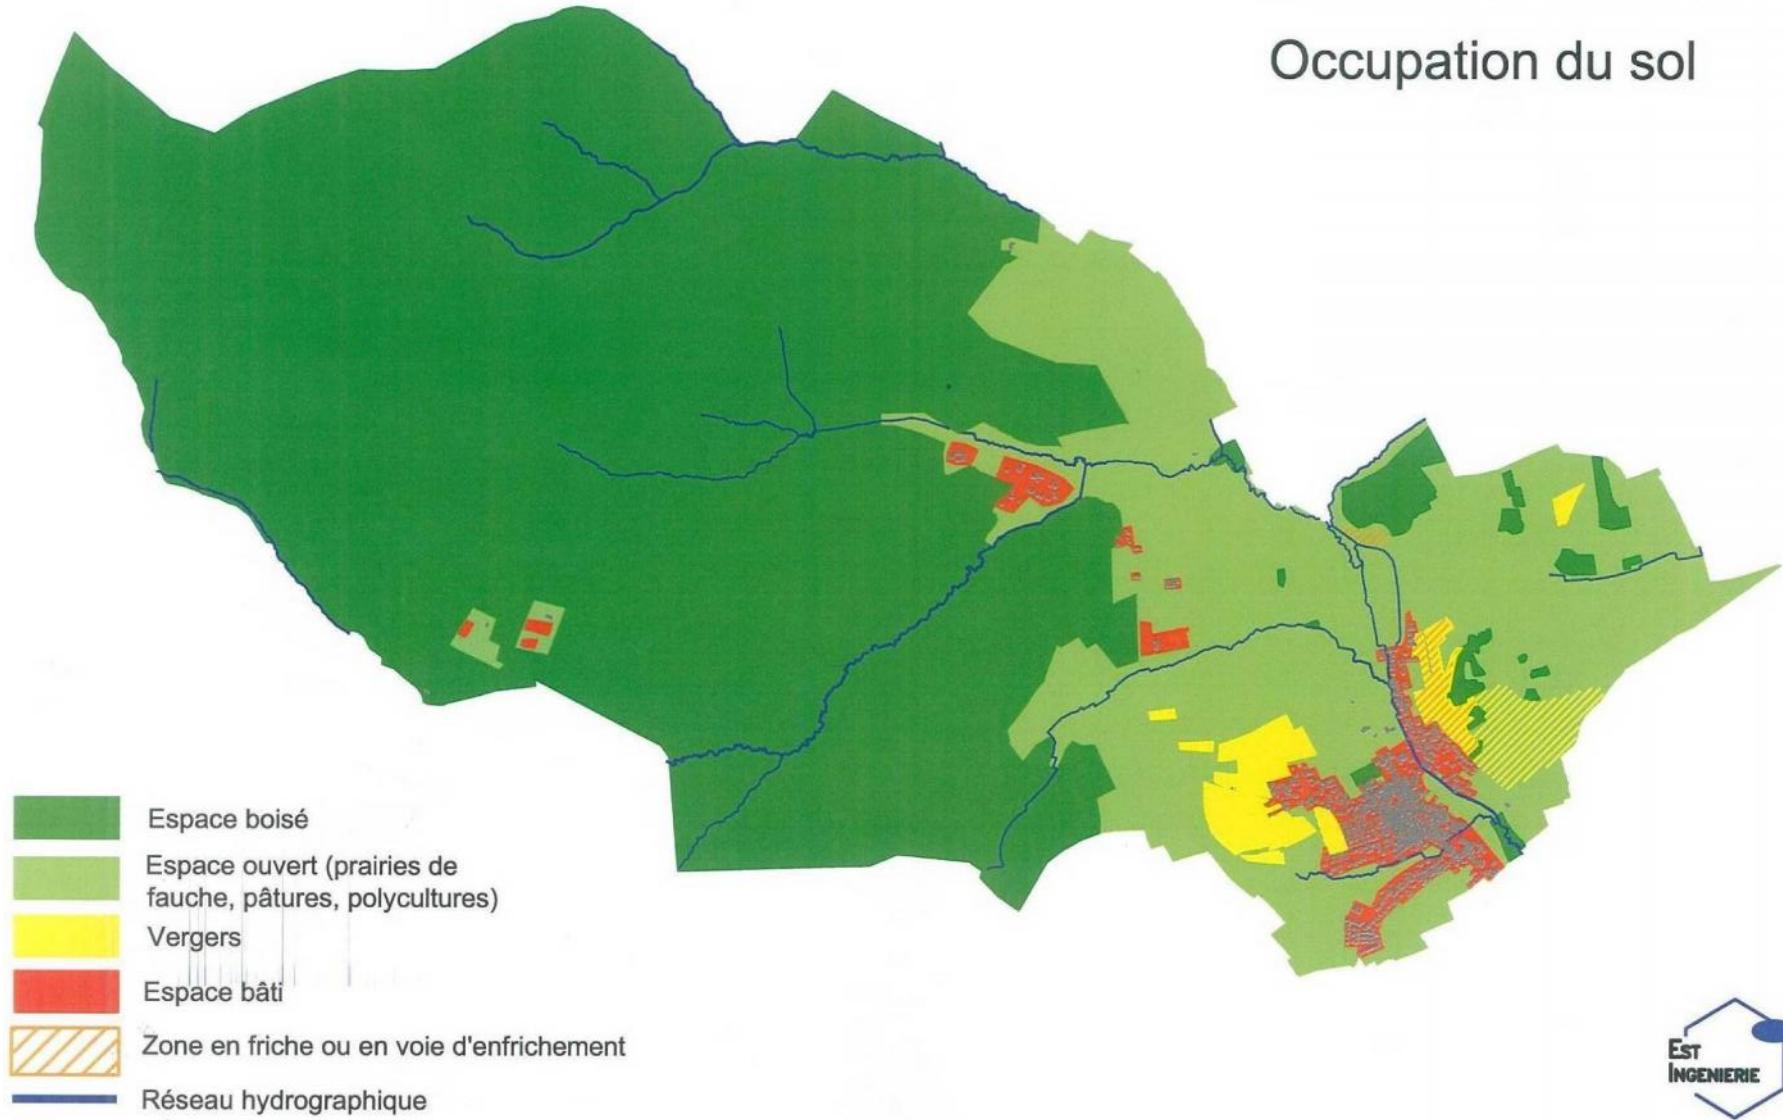 Occupation du sol
Espace boisé
Espace ouvert (prairies de
fauche, pâtures, polycultures)
Vergers
Espace bâti
Zone en friche ou en voie d'enfrichement
Réseau hydrographique
EST
INGENIERIE